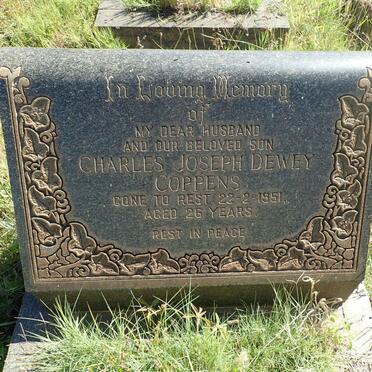 In Loving Memory
of
MY DEAR HUSBAND
AND OUR BELOVED SON
CHARLES JOSEPH DEWEY
COPPENS
GONE TO REST 22-2-1951.
AGED 26 YEARS.
REST IN PEACE